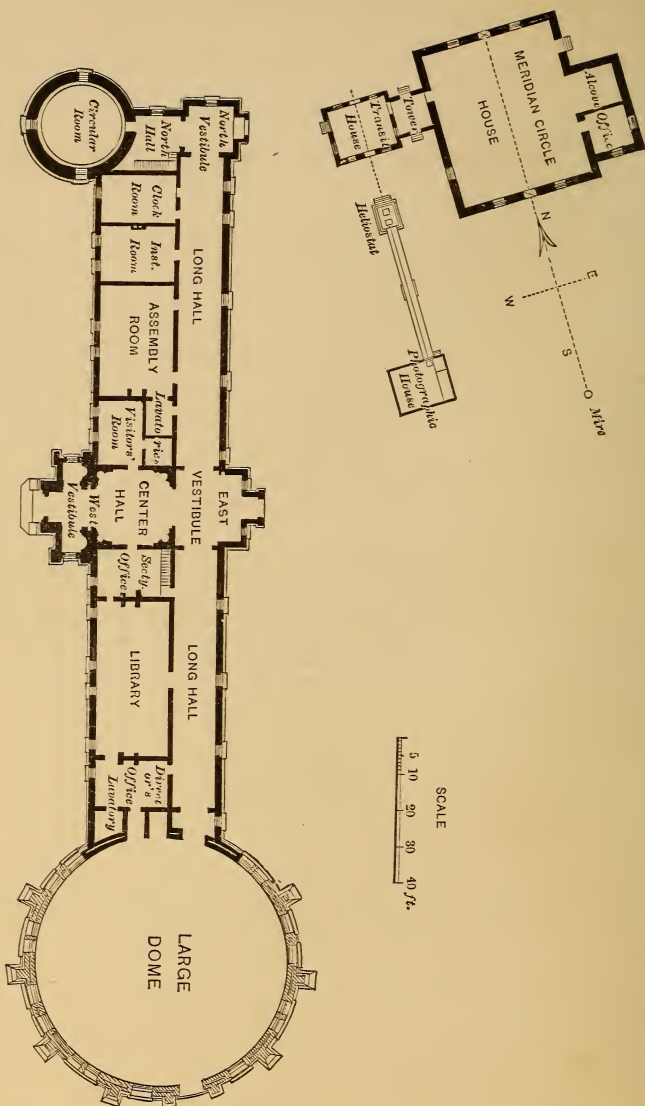 MERIDIAN CIRCLE
HOUSE
Alcove
Office
Tower
Transit
House
Heliostat
Photographic
House
N
E
W
S
Mire
North
Vestibule
North
Hall
Circular
Room
Clock
Room
Inst.
Room
ASSEMBLY
ROOM
LONG HALL
Lavatories
Visitors'
Room
EAST
VESTIBULE
CENTER
HALL
West
Vestibule
Secty.
Office
LIBRARY
LONG HALL
Director's
Office
Lavatory
LARGE
DOME
SCALE
5 10 20 30 40 ft.